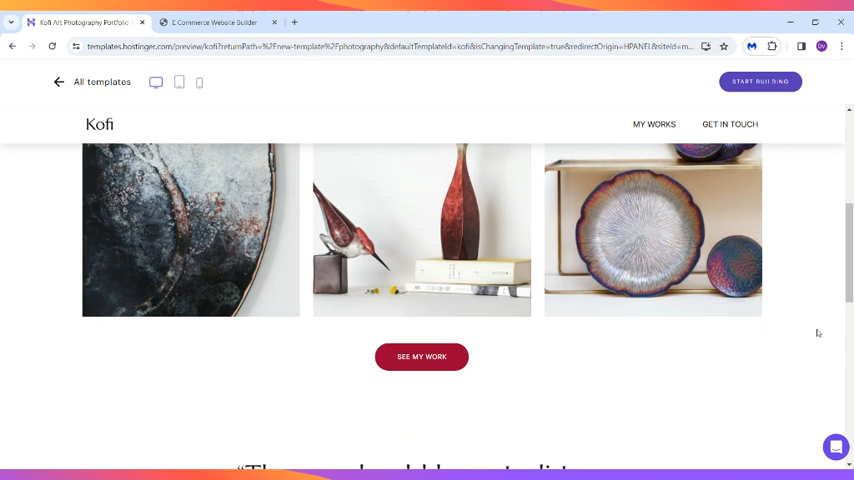 Kofi Art Photography Portfolio
E-Commerce Website Builder
templates.hostinger.com/preview/kofi?returnPath=%2Fnew-template%2Fphotography&defaultTemplateId=kofi&isChangingTemplate=true&redirectOrigin=HPANEL&siteId=m...
Dv
All templates
START BUILDING
Kofi
MY WORKS
GET IN TOUCH
SEE MY WORK